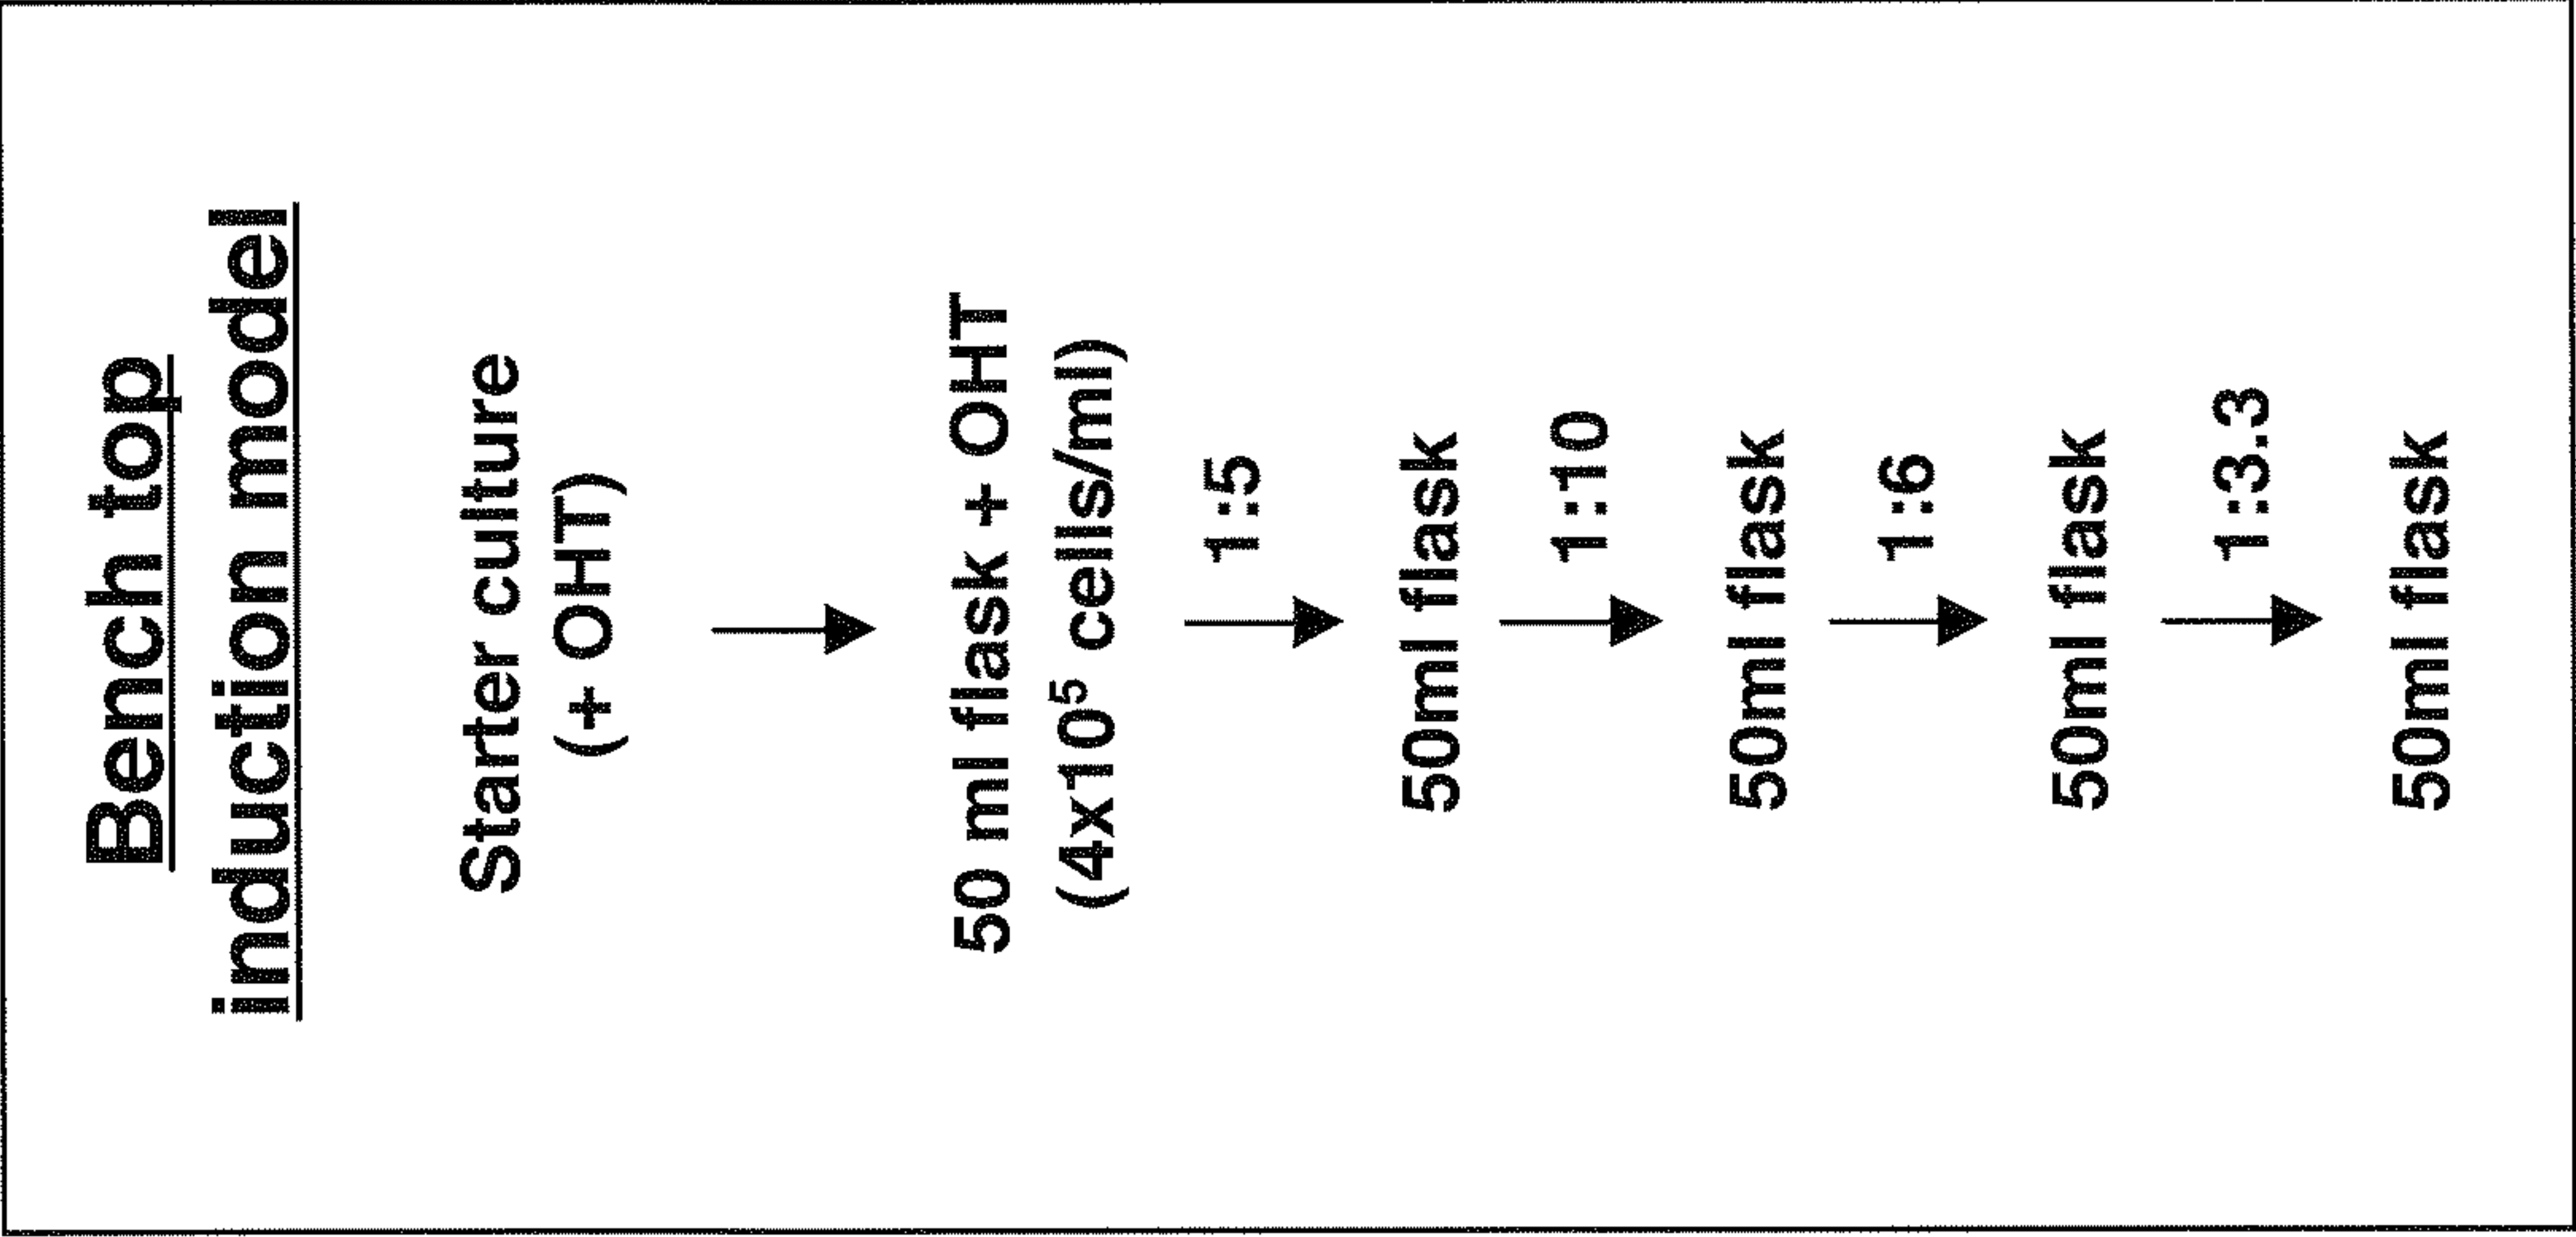 Bench top
induction model
Starter culture
(+ OHT)
50 ml flask + OHT
(4x10⁵ cells/ml)
1:5
50ml flask
1:10
50ml flask
1:6
50ml flask
1:3.3
50ml flask